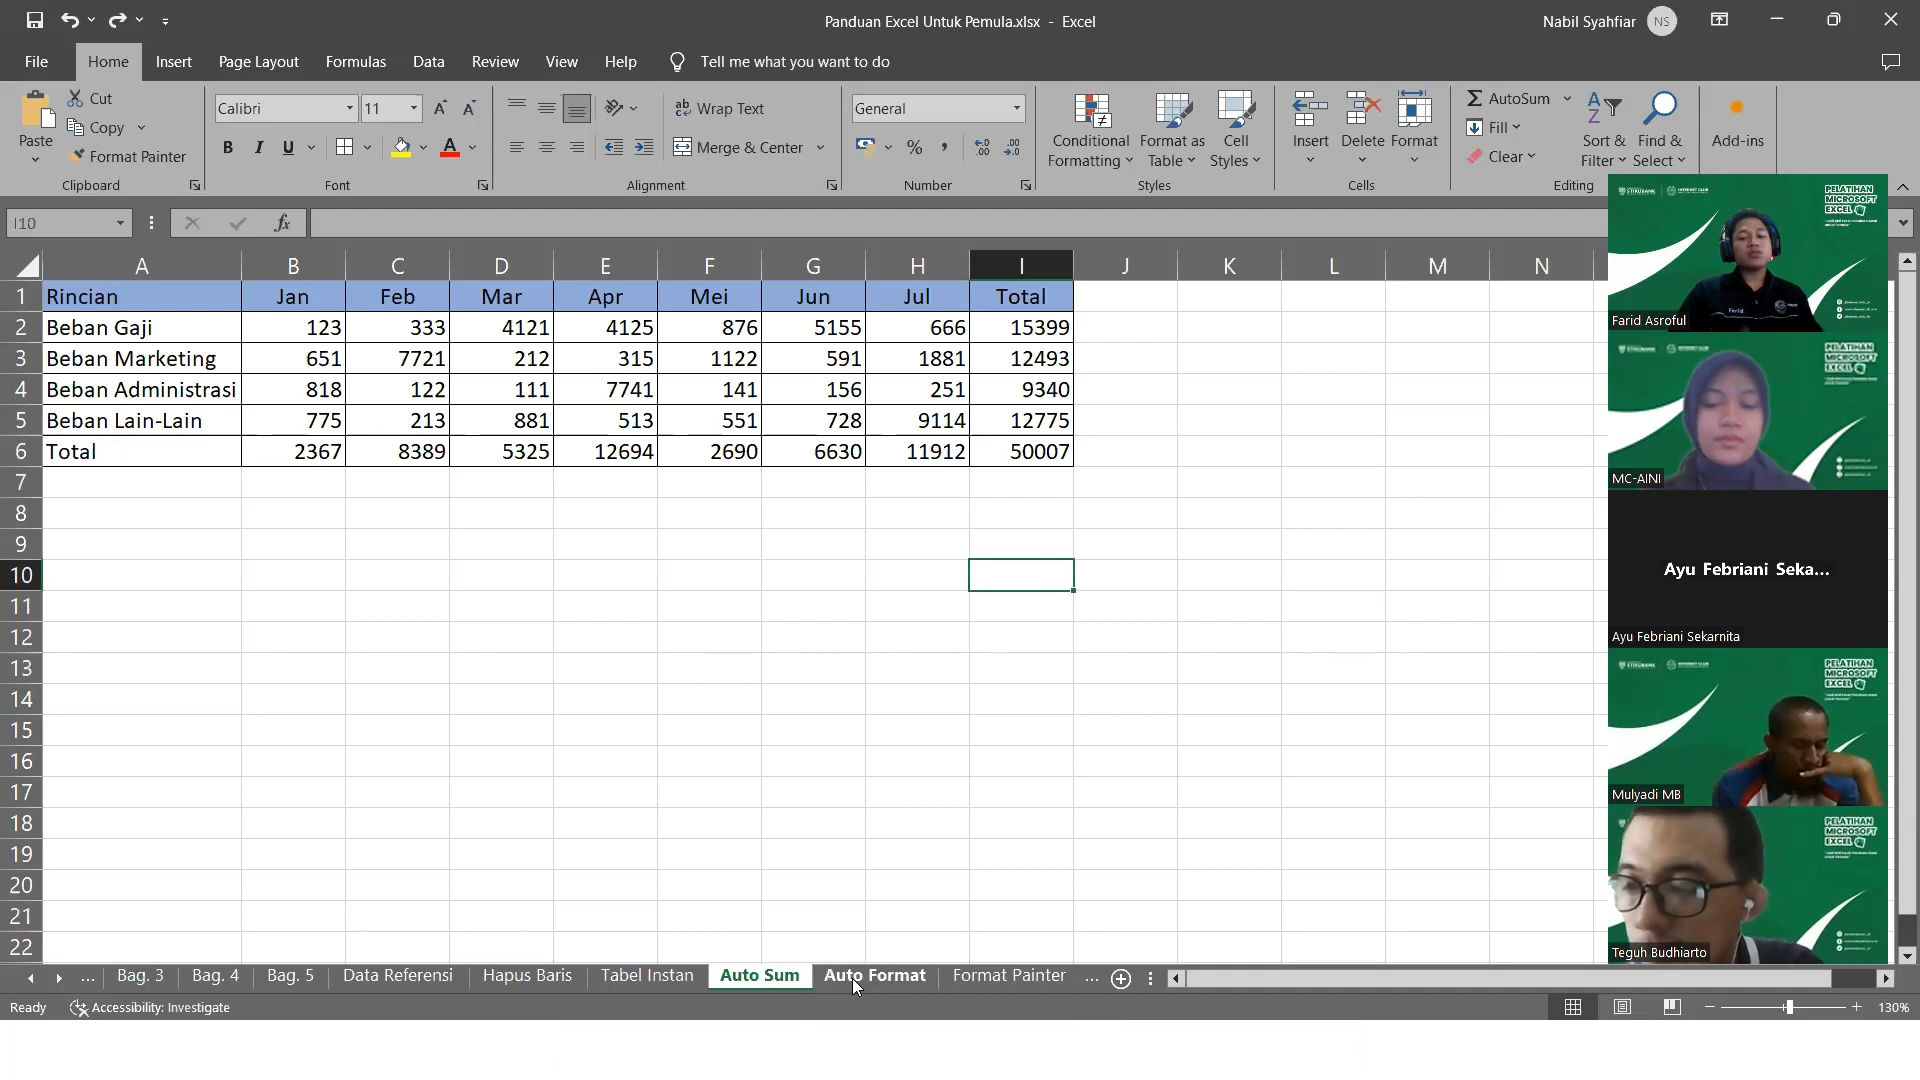 Panduan Excel Untuk Pemula.xlsx - Excel
Nabil Syahfiar NS
File Home Insert Page Layout Formulas Data Review View Help Tell me what you want to do
Paste
Cut
Copy
Format Painter
Clipboard
Calibri 11
B I U
Font
Wrap Text
Merge & Center
Alignment
General
Number
Conditional Formatting
Format as Table
Cell Styles
Styles
Insert Delete Format
Cells
AutoSum
Fill
Clear
Sort & Filter
Find & Select
Editing
Add-ins
I10 fx
A B C D E F G H I J K L M N
1 Rincian Jan Feb Mar Apr Mei Jun Jul Total
2 Beban Gaji 123 333 4121 4125 876 5155 666 15399
3 Beban Marketing 651 7721 212 315 1122 591 1881 12493
4 Beban Administrasi 818 122 111 7741 141 156 251 9340
5 Beban Lain-Lain 775 213 881 513 551 728 9114 12775
6 Total 2367 8389 5325 12694 2690 6630 11912 50007
7
8
9
10
11
12
13
14
15
16
17
18
19
20
21
22
PELATIHAN
MICROSOFT
EXCEL
Farid Asroful
PELATIHAN
MICROSOFT
EXCEL
MC-AINI
Ayu Febriani Seka...
Ayu Febriani Sekarnita
PELATIHAN
MICROSOFT
EXCEL
Mulyadi MB
PELATIHAN
MICROSOFT
EXCEL
Teguh Budhiarto
... Bag. 3 Bag. 4 Bag. 5 Data Referensi Hapus Baris Tabel Instan Auto Sum Auto Format Format Painter ...
Ready Accessibility: Investigate 130%